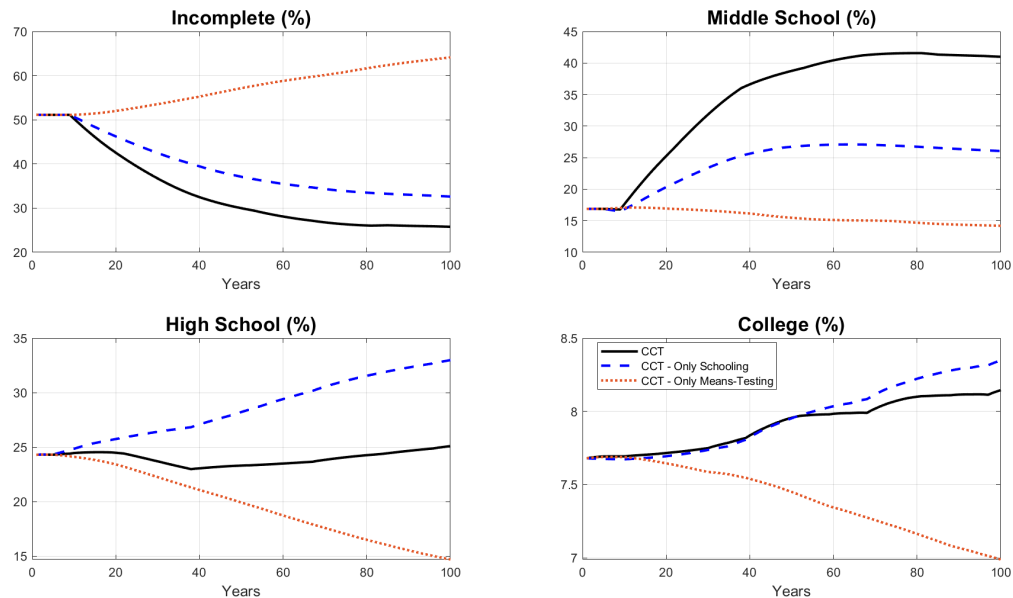 Incomplete (%)
70
60
50
40
30
20
0 20 40 60 80 100
Years
Middle School (%)
45
40
35
30
25
20
15
10
0 20 40 60 80 100
Years
High School (%)
35
30
25
20
15
0 20 40 60 80 100
Years
College (%)
8.5
8
7.5
7
CCT
CCT - Only Schooling
CCT - Only Means-Testing
0 20 40 60 80 100
Years